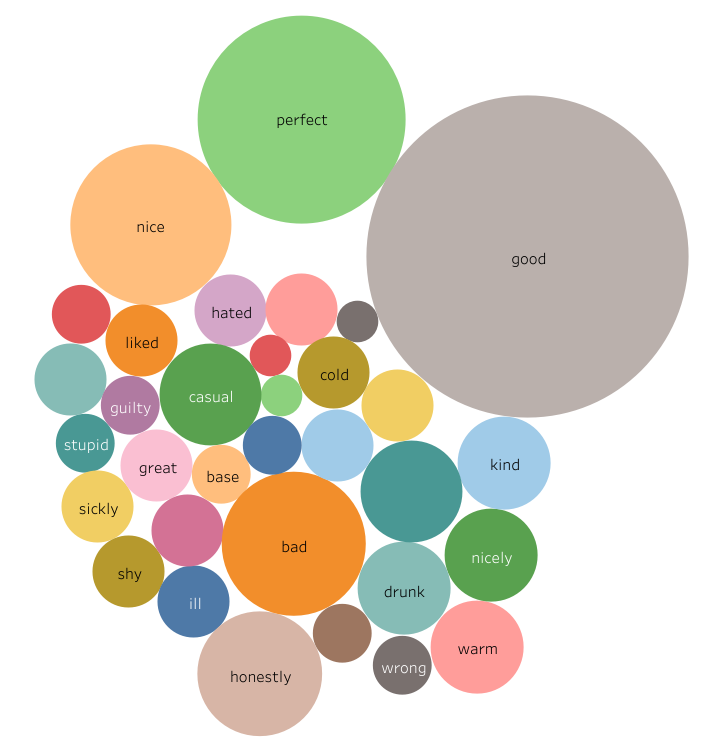 perfect
nice
good
hated
liked
cold
casual
guilty
stupid
great
base
kind
sickly
bad
nicely
shy
ill
drunk
honestly
wrong
warm